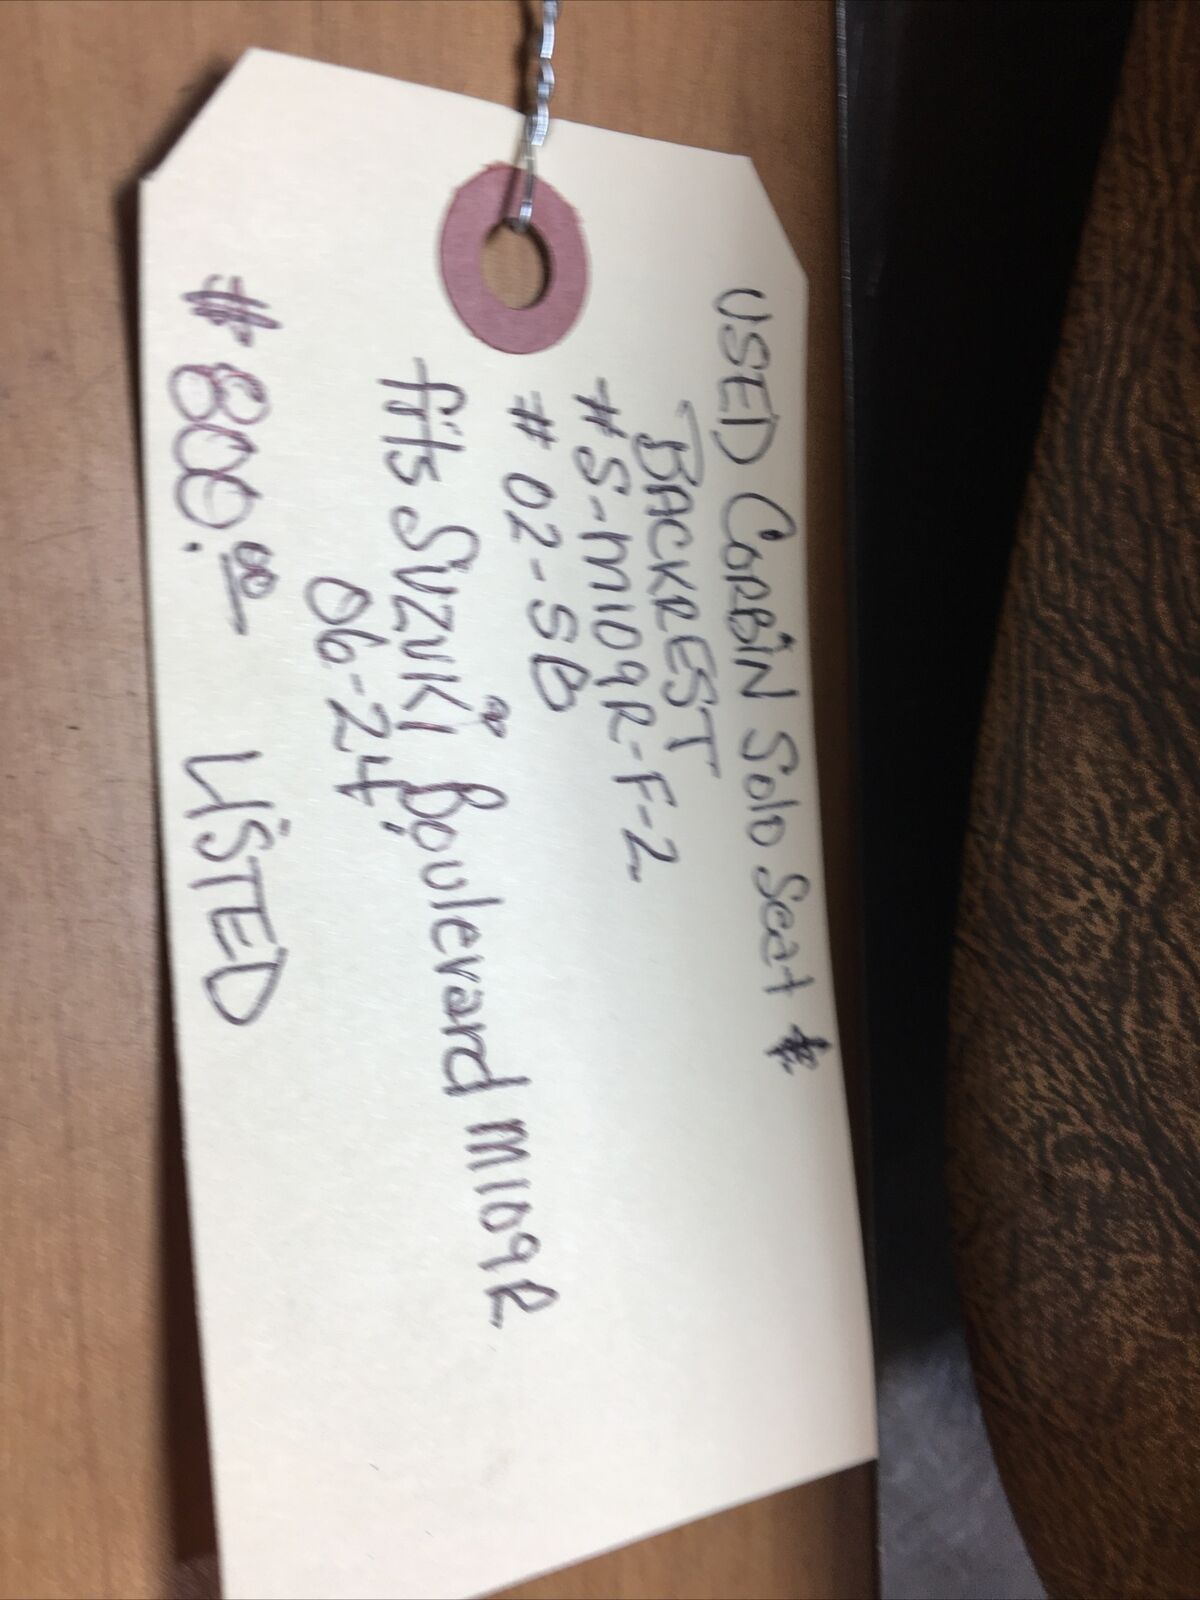 USED CORBIN Solo Seat &
BACKREST
#S-M109R-F-2
# 02-SB
fits SUZUKI Boulevard M109R
06-24
#800.00 LISTED